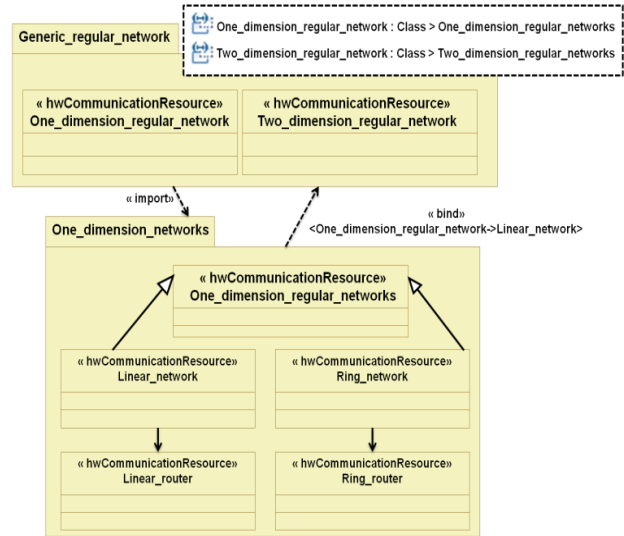 Generic_regular_network
One_dimension_regular_network : Class > One_dimension_regular_networks
Two_dimension_regular_network : Class > Two_dimension_regular_networks
« hwCommunicationResource»
One_dimension_regular_network
« hwCommunicationResource»
Two_dimension_regular_network
« import»
« bind»
<One_dimension_regular_network->Linear_network>
One_dimension_networks
« hwCommunicationResource»
One_dimension_regular_networks
« hwCommunicationResource»
Linear_network
« hwCommunicationResource»
Ring_network
« hwCommunicationResource»
Linear_router
« hwCommunicationResource»
Ring_router